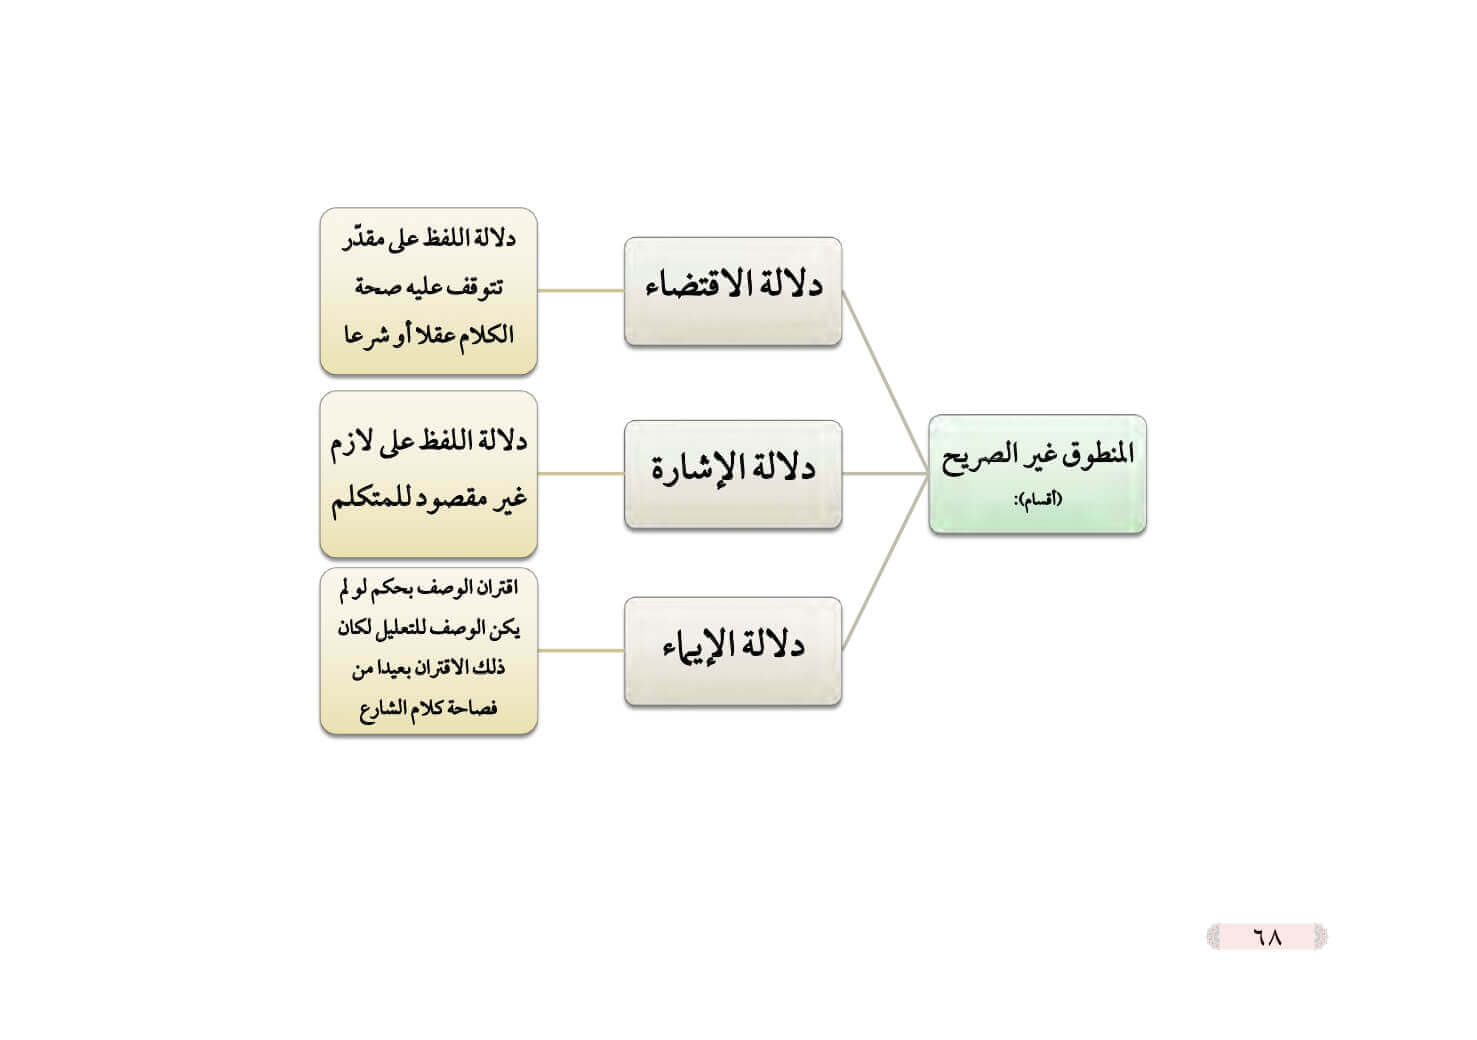 المنطوق غير الصريح
(أقسام):
دلالة الاقتضاء
دلالة اللفظ على مقدّر
تتوقف عليه صحة
الكلام عقلا أو شرعا
دلالة الإشارة
دلالة اللفظ على لازم
غير مقصود للمتكلم
دلالة الإيماء
اقتران الوصف بحكم لو لم
يكن الوصف للتعليل لكان
ذلك الاقتران بعيدا من
فصاحة كلام الشارع
٦٨